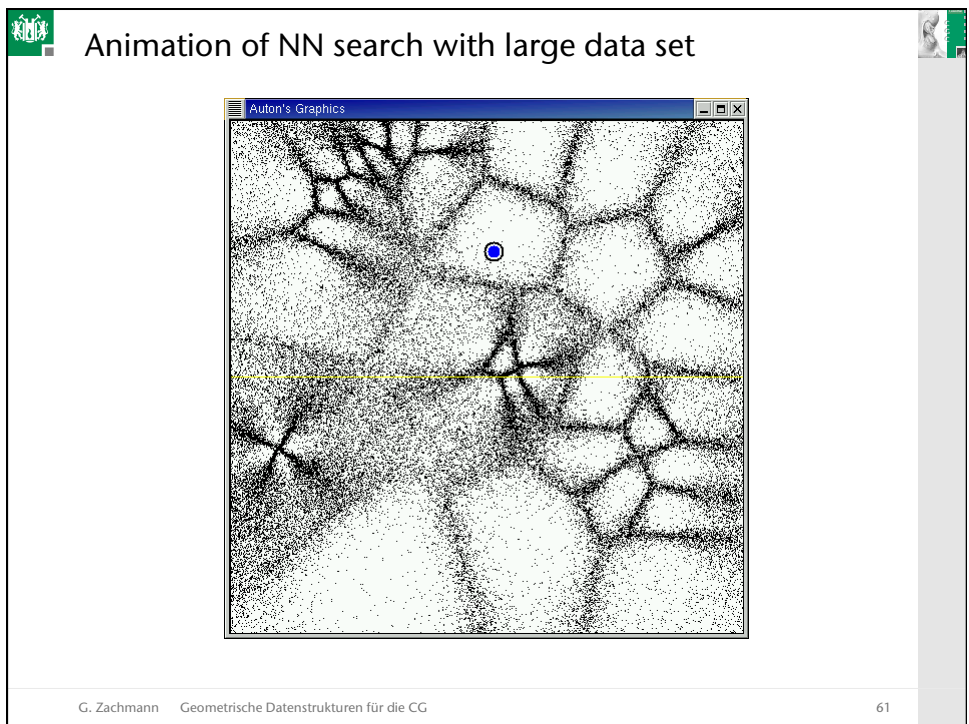 Animation of NN search with large data set
Auton's Graphics
G. Zachmann Geometrische Datenstrukturen für die CG 61